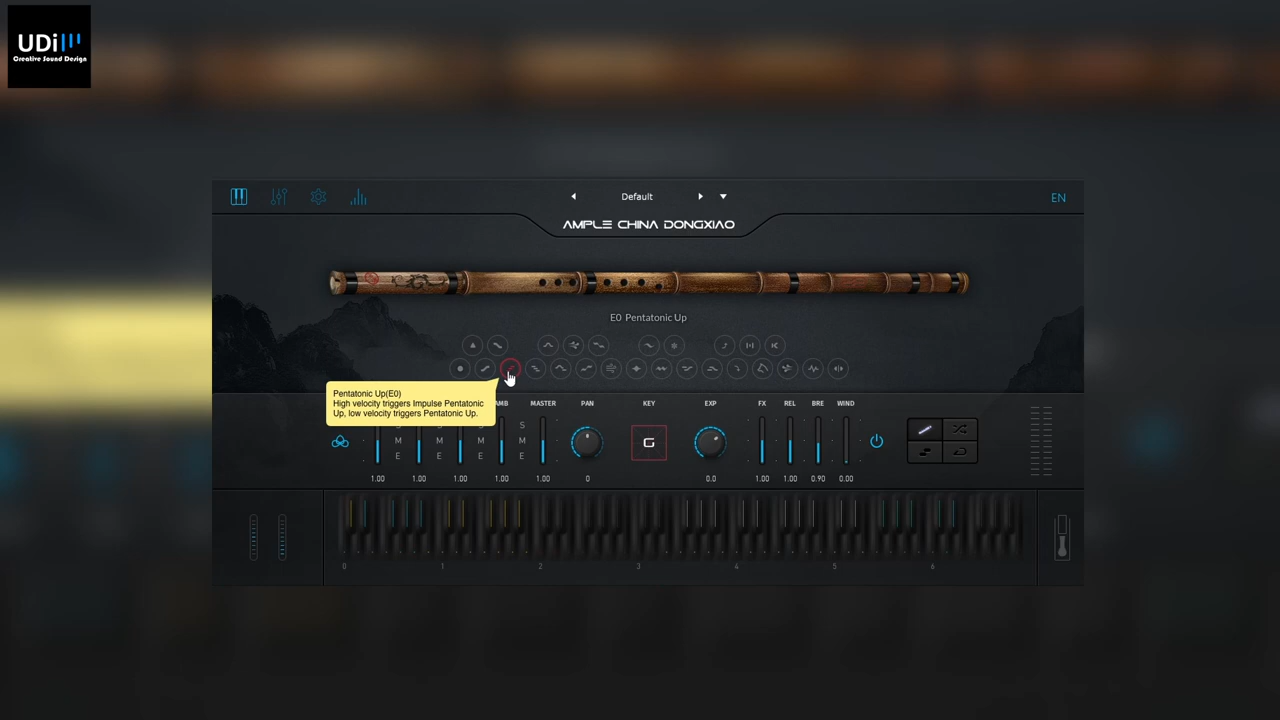 UDi
Creative Sound Design
Default
EN
AMPLE CHINA DONGXIAO
E0 Pentatonic Up
Pentatonic Up(E0)
High velocity triggers Impulse Pentatonic
Up, low velocity triggers Pentatonic Up.
AMB MASTER PAN KEY EXP FX REL BRE WIND
S S S S
M M M M
E E E E
G
1.00 1.00 1.00 1.00 1.00 0 0.0 1.00 1.00 0.90 0.00
0 1 2 3 4 5 6